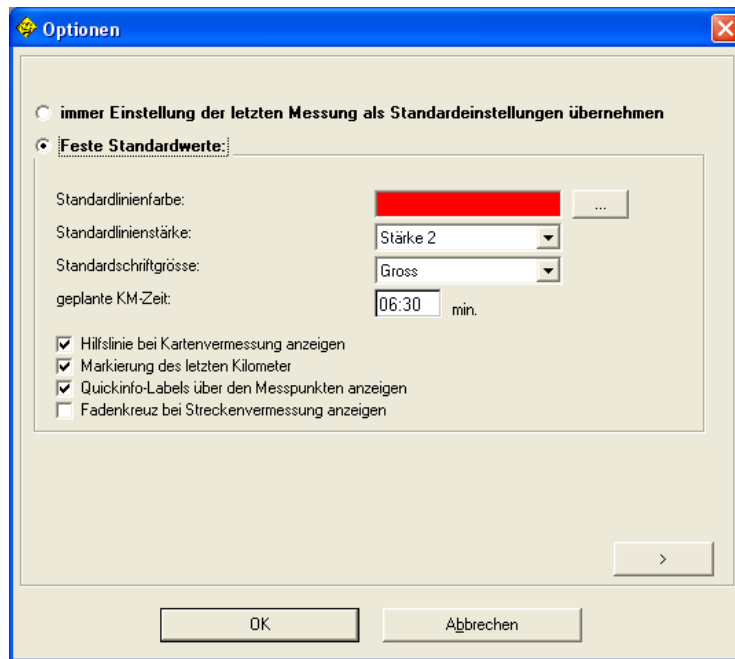 Optionen
immer Einstellung der letzten Messung als Standardeinstellungen übernehmen
Feste Standardwerte:
Standardlinienfarbe:
...
Standardlinienstärke:
Stärke 2
Standardschriftgrösse:
Gross
geplante KM-Zeit:
06:30 min.
Hilfslinie bei Kartenvermessung anzeigen
Markierung des letzten Kilometer
Quickinfo-Labels über den Messpunkten anzeigen
Fadenkreuz bei Streckenvermessung anzeigen
>
OK
Abbrechen